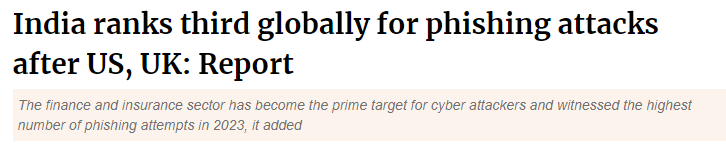 India ranks third globally for phishing attacks
after US, UK: Report
The finance and insurance sector has become the prime target for cyber attackers and witnessed the highest
number of phishing attempts in 2023, it added